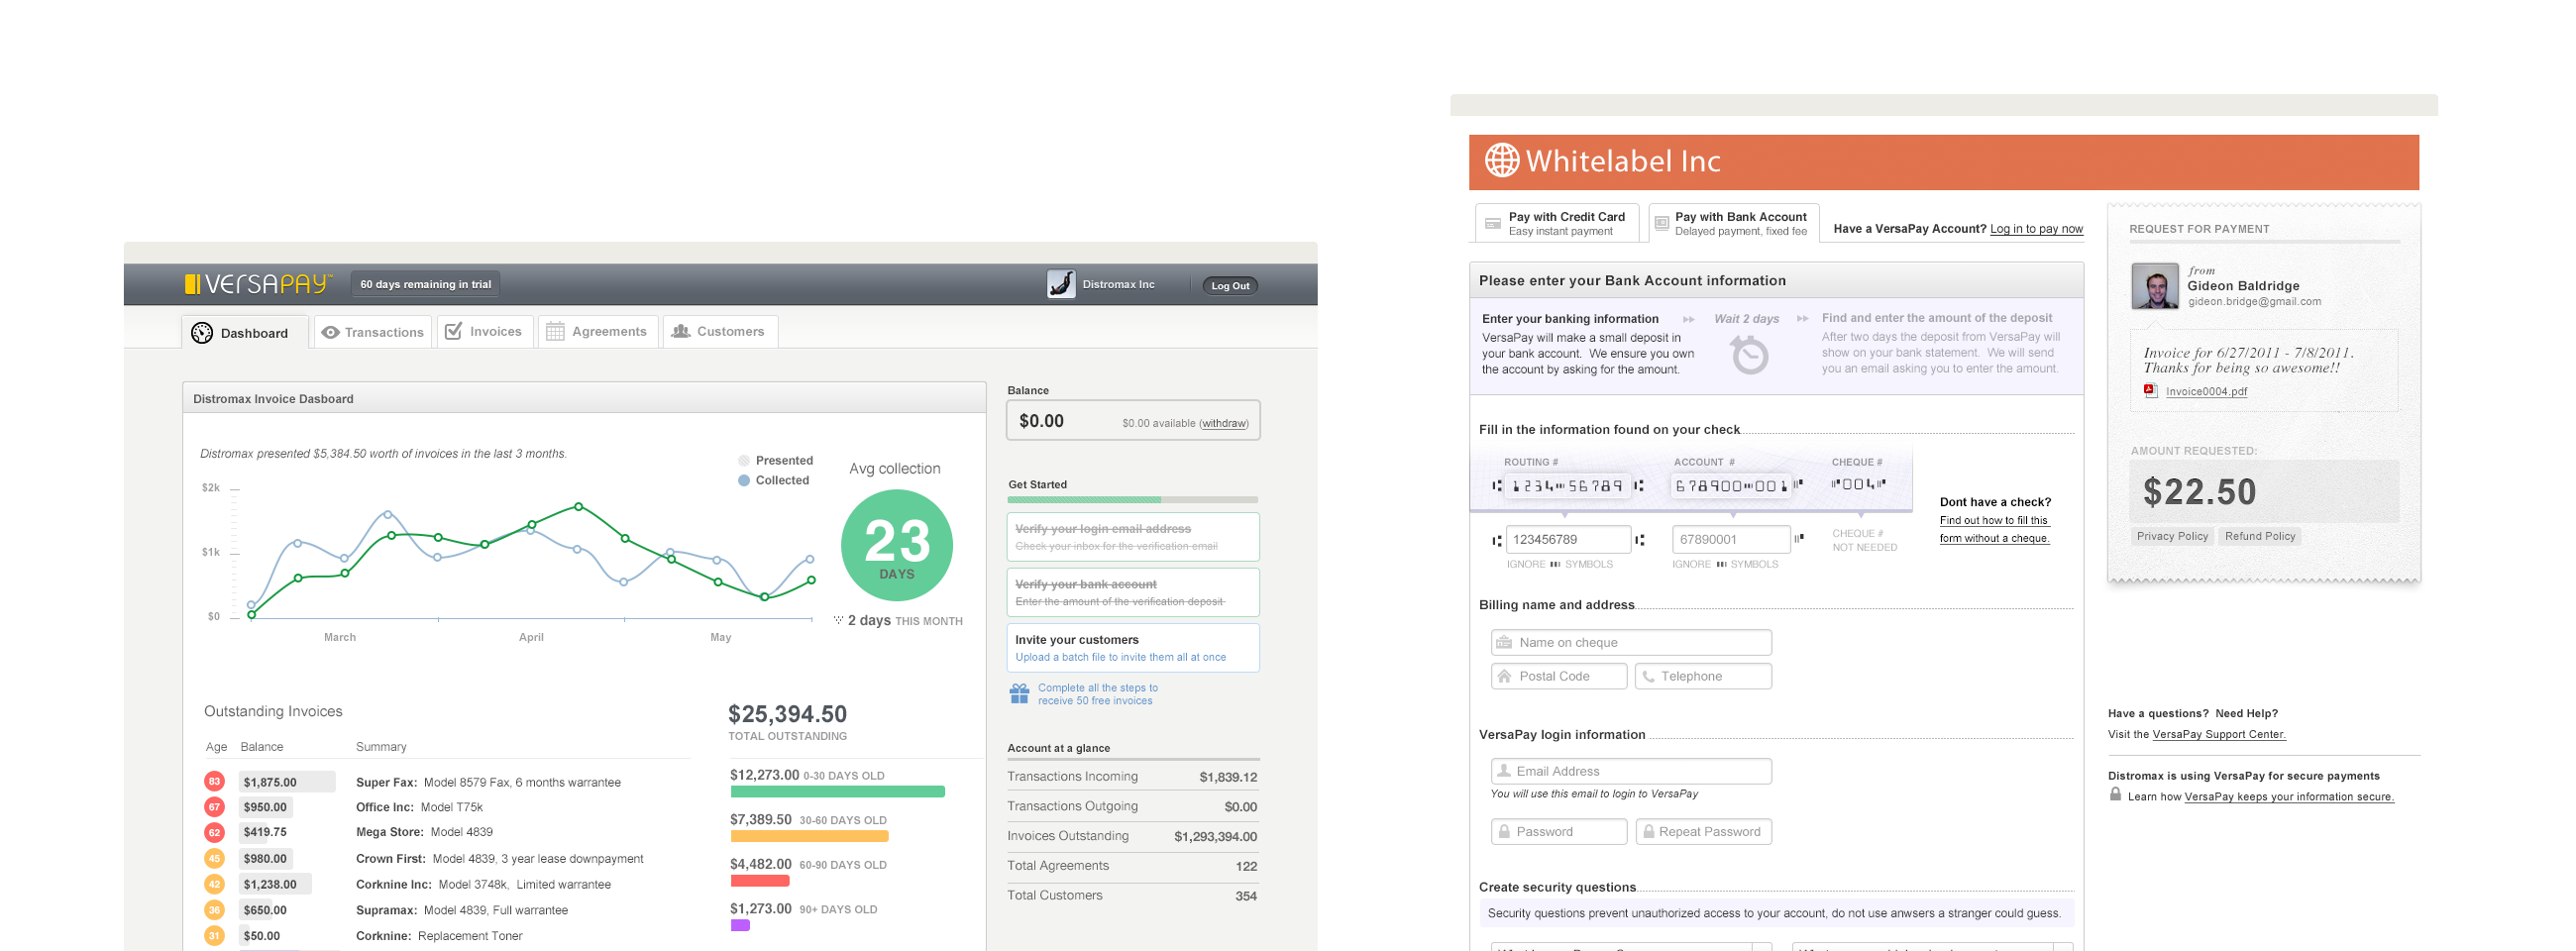 VERSAPAY™
60 days remaining in trial
Distromax Inc
Log Out
Dashboard
Transactions
Invoices
Agreements
Customers
Distromax Invoice Dasboard
Distromax presented $5,384.50 worth of invoices in the last 3 months.
Presented
Collected
$2k
$1k
$0
March
April
May
Avg collection
23
DAYS
2 days THIS MONTH
Outstanding Invoices
Age Balance Summary
83 $1,875.00 Super Fax: Model 8579 Fax, 6 months warrantee
67 $950.00 Office Inc: Model T75k
62 $419.75 Mega Store: Model 4839
45 $980.00 Crown First: Model 4839, 3 year lease downpayment
42 $1,238.00 Corknine Inc: Model 3748k, Limited warrantee
36 $650.00 Supramax: Model 4839, Full warrantee
31 $50.00 Corknine: Replacement Toner
$25,394.50
TOTAL OUTSTANDING
$12,273.00 0-30 DAYS OLD
$7,389.50 30-60 DAYS OLD
$4,482.00 60-90 DAYS OLD
$1,273.00 90+ DAYS OLD
Balance
$0.00
$0.00 available (withdraw)
Get Started
Verify your login email address
Check your inbox for the verification email
Verify your bank account
Enter the amount of the verification deposit
Invite your customers
Upload a batch file to invite them all at once
Complete all the steps to
receive 50 free invoices
Account at a glance
Transactions Incoming $1,839.12
Transactions Outgoing $0.00
Invoices Outstanding $1,293,394.00
Total Agreements 122
Total Customers 354
Whitelabel Inc
Pay with Credit Card
Easy instant payment
Pay with Bank Account
Delayed payment, fixed fee
Have a VersaPay Account? Log in to pay now
Please enter your Bank Account information
Enter your banking information
VersaPay will make a small deposit in
your bank account. We ensure you own
the account by asking for the amount.
Wait 2 days
Find and enter the amount of the deposit
After two days the deposit from VersaPay will
show on your bank statement. We will send
you an email asking you to enter the amount.
Fill in the information found on your check
ROUTING # ACCOUNT # CHEQUE #
⑆1234⑉56789⑆ 678900⑉001⑈ ⑈004⑈
123456789
67890001
CHEQUE #
NOT NEEDED
IGNORE ⑉ SYMBOLS
IGNORE ⑉ SYMBOLS
Dont have a check?
Find out how to fill this
form without a cheque.
Billing name and address
Name on cheque
Postal Code
Telephone
VersaPay login information
Email Address
You will use this email to login to VersaPay
Password
Repeat Password
Create security questions
Security questions prevent unauthorized access to your account, do not use anwsers a stranger could guess.
REQUEST FOR PAYMENT
from
Gideon Baldridge
gideon.bridge@gmail.com
Invoice for 6/27/2011 - 7/8/2011.
Thanks for being so awesome!!
Invoice0004.pdf
AMOUNT REQUESTED:
$22.50
Privacy Policy
Refund Policy
Have a questions? Need Help?
Visit the VersaPay Support Center.
Distromax is using VersaPay for secure payments
Learn how VersaPay keeps your information secure.